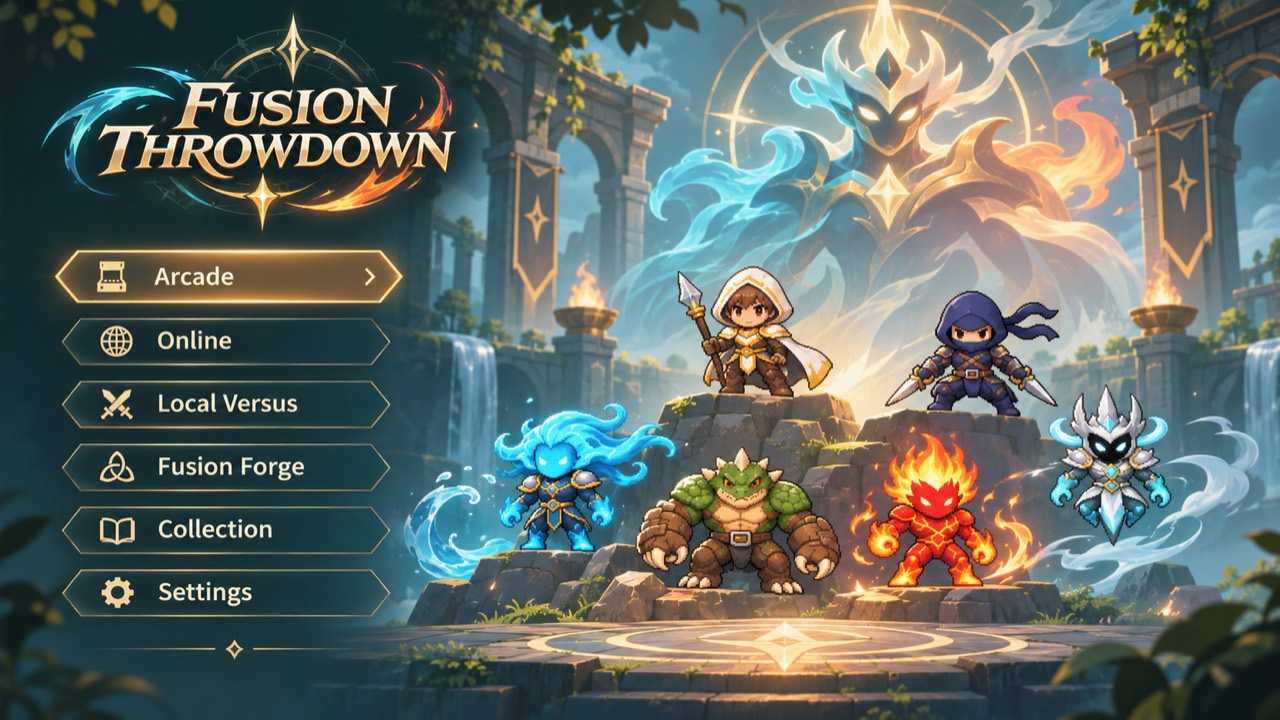 FUSION
THROWDOWN
Arcade
Online
Local Versus
Fusion Forge
Collection
Settings